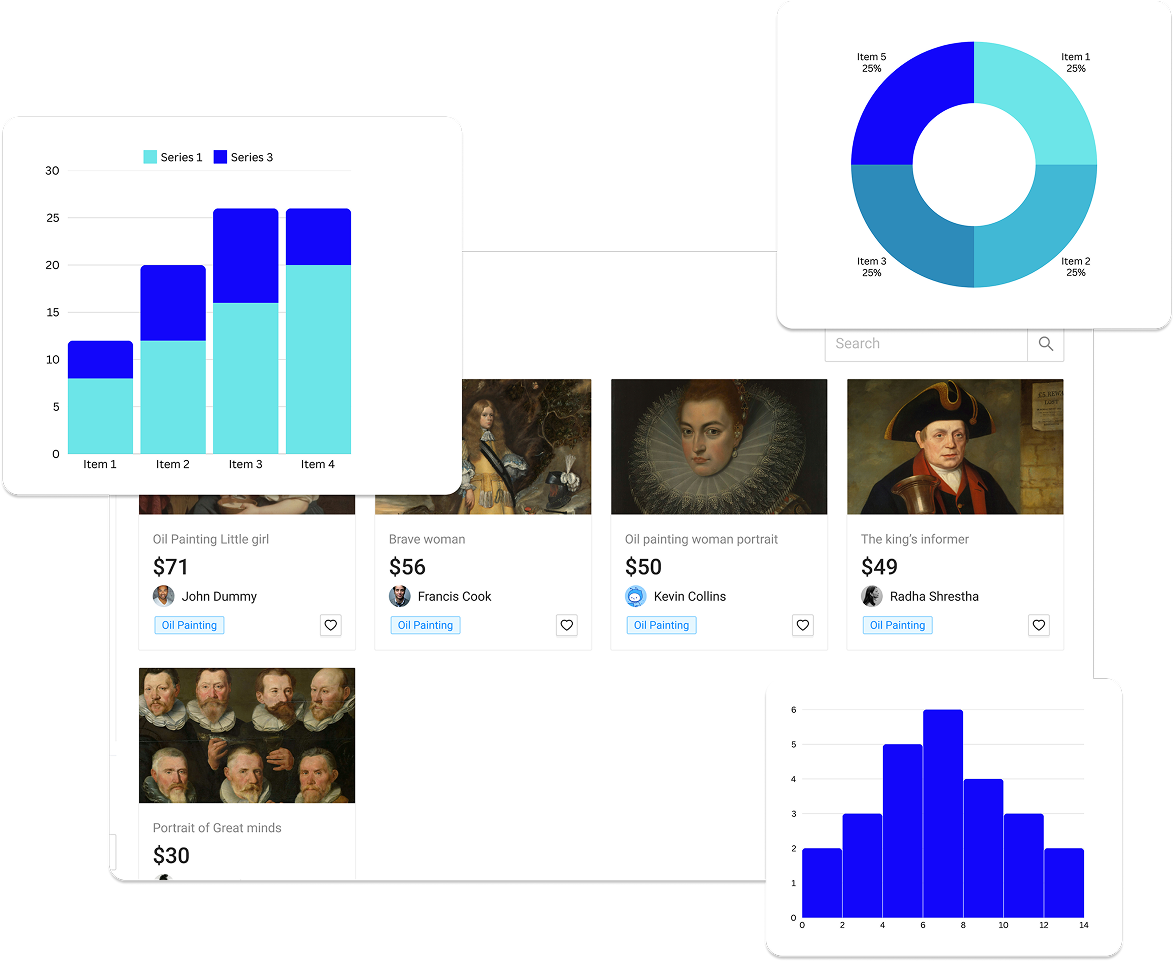 Item 5
25%
Item 1
25%
Item 3
25%
Item 2
25%
Series 1 Series 3
30
25
20
15
10
5
0
Item 1 Item 2 Item 3 Item 4
Search
Oil Painting Little girl
$71
John Dummy
Oil Painting
Brave woman
$56
Francis Cook
Oil Painting
Oil painting woman portrait
$50
Kevin Collins
Oil Painting
The king's informer
$49
Radha Shrestha
Oil Painting
Portrait of Great minds
$30
6
5
4
3
2
1
0
0 2 4 6 8 10 12 14